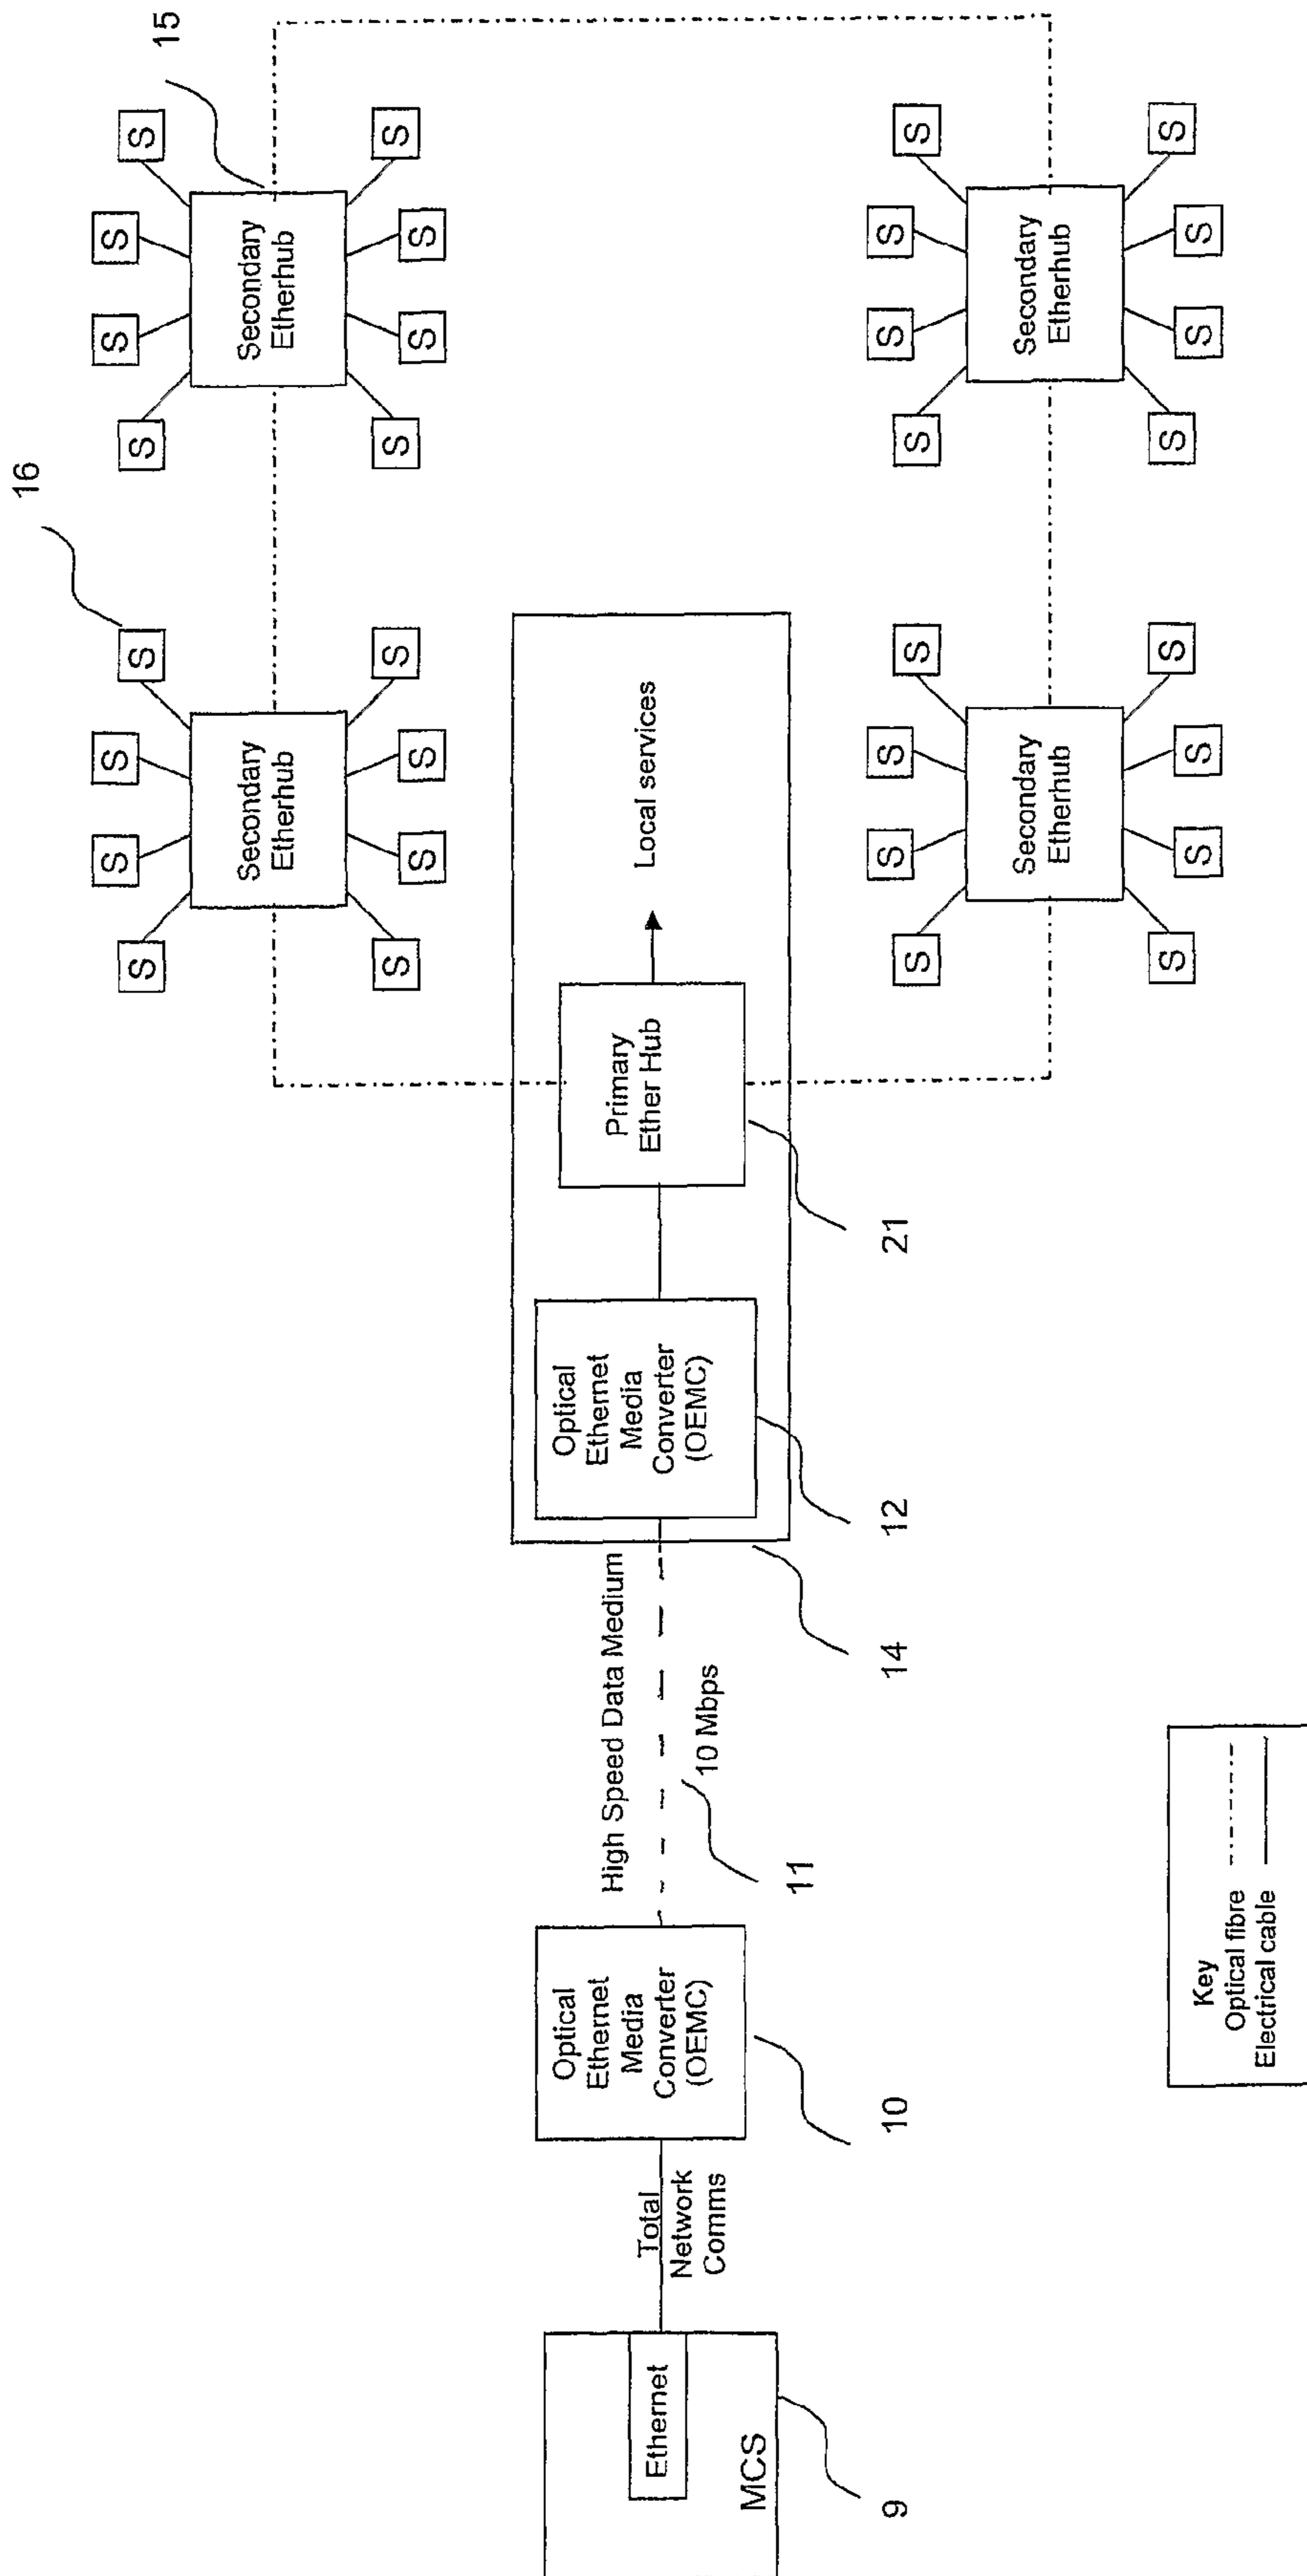 16
15
S S S S
S S S S
Secondary
Etherhub
Secondary
Etherhub
S S S S
S S S S
Ethernet
MCS
9
Total
Network
Comms
Optical
Ethernet
Media
Converter
(OEMC)
10
High Speed Data Medium
10 Mbps
11
14
Optical
Ethernet
Media
Converter
(OEMC)
12
Primary
Ether Hub
21
Local services
S S S S
S S S S
Secondary
Etherhub
Secondary
Etherhub
S S S S
S S S S
Key
Optical fibre
Electrical cable